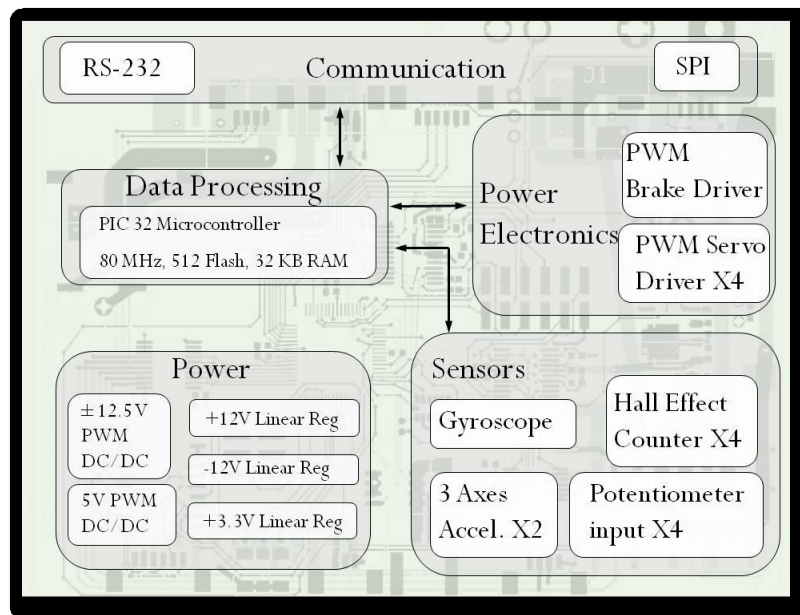 RS-232
Communication
SPI
J1
Data Processing
PIC 32 Microcontroller
80 MHz, 512 Flash, 32 KB RAM
Power
Electronics
PWM
Brake Driver
PWM Servo
Driver X4
Power
±12.5V
PWM
DC/DC
5V PWM
DC/DC
+12V Linear Reg
-12V Linear Reg
+3.3V Linear Reg
Sensors
Gyroscope
Hall Effect
Counter X4
3 Axes
Accel. X2
Potentiometer
input X4